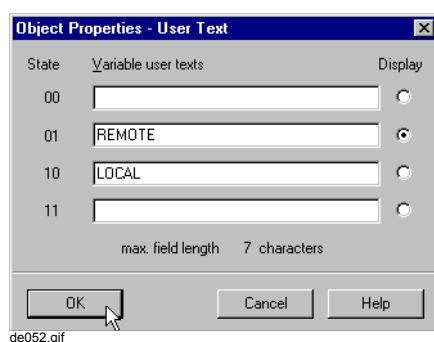 Object Properties - User Text
State Variable user texts Display
00
01 REMOTE
10 LOCAL
11
max. field length 7 characters
OK Cancel Help
de052.gif